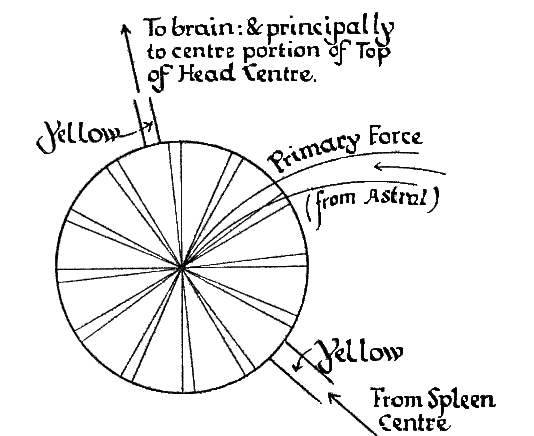 To brain: & principally
to centre portion of Top
of Head Centre.
Yellow
Primary Force
(from Astral)
Yellow
From Spleen
Centre